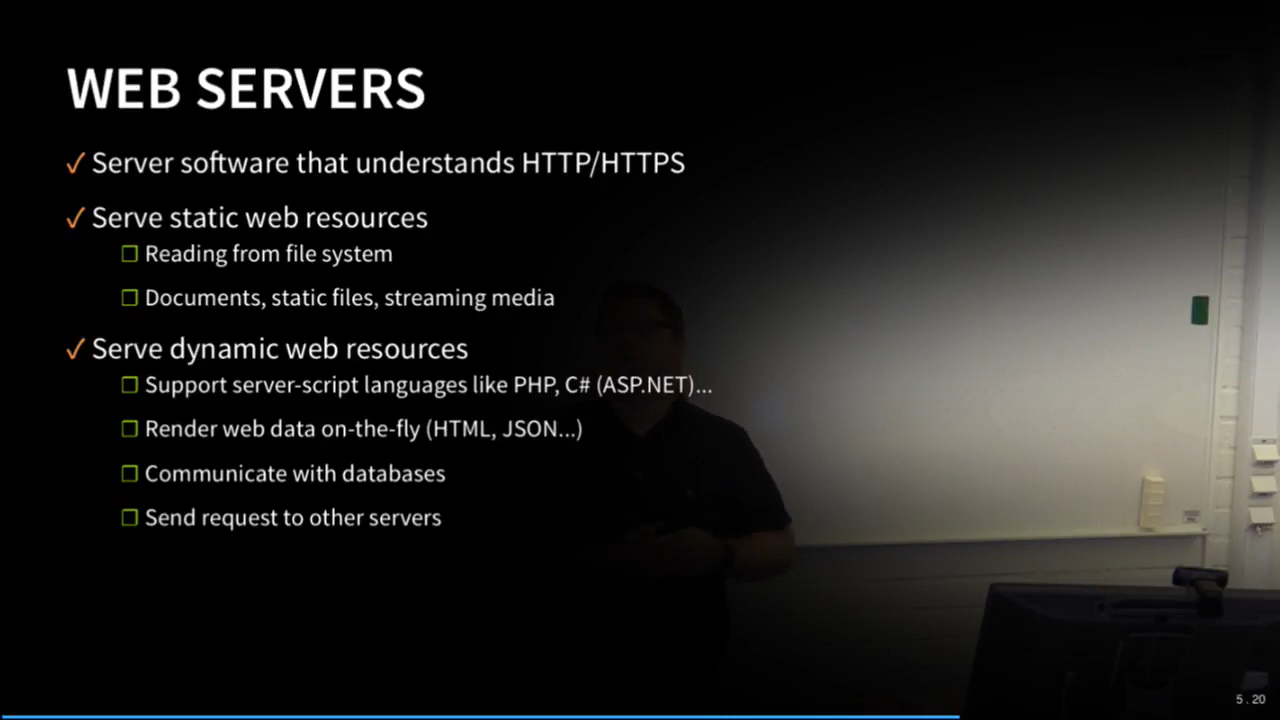 WEB SERVERS
✓ Server software that understands HTTP/HTTPS
✓ Serve static web resources
❐ Reading from file system
❐ Documents, static files, streaming media
✓ Serve dynamic web resources
❐ Support server-script languages like PHP, C# (ASP.NET)...
❐ Render web data on-the-fly (HTML, JSON...)
❐ Communicate with databases
❐ Send request to other servers
5 . 20